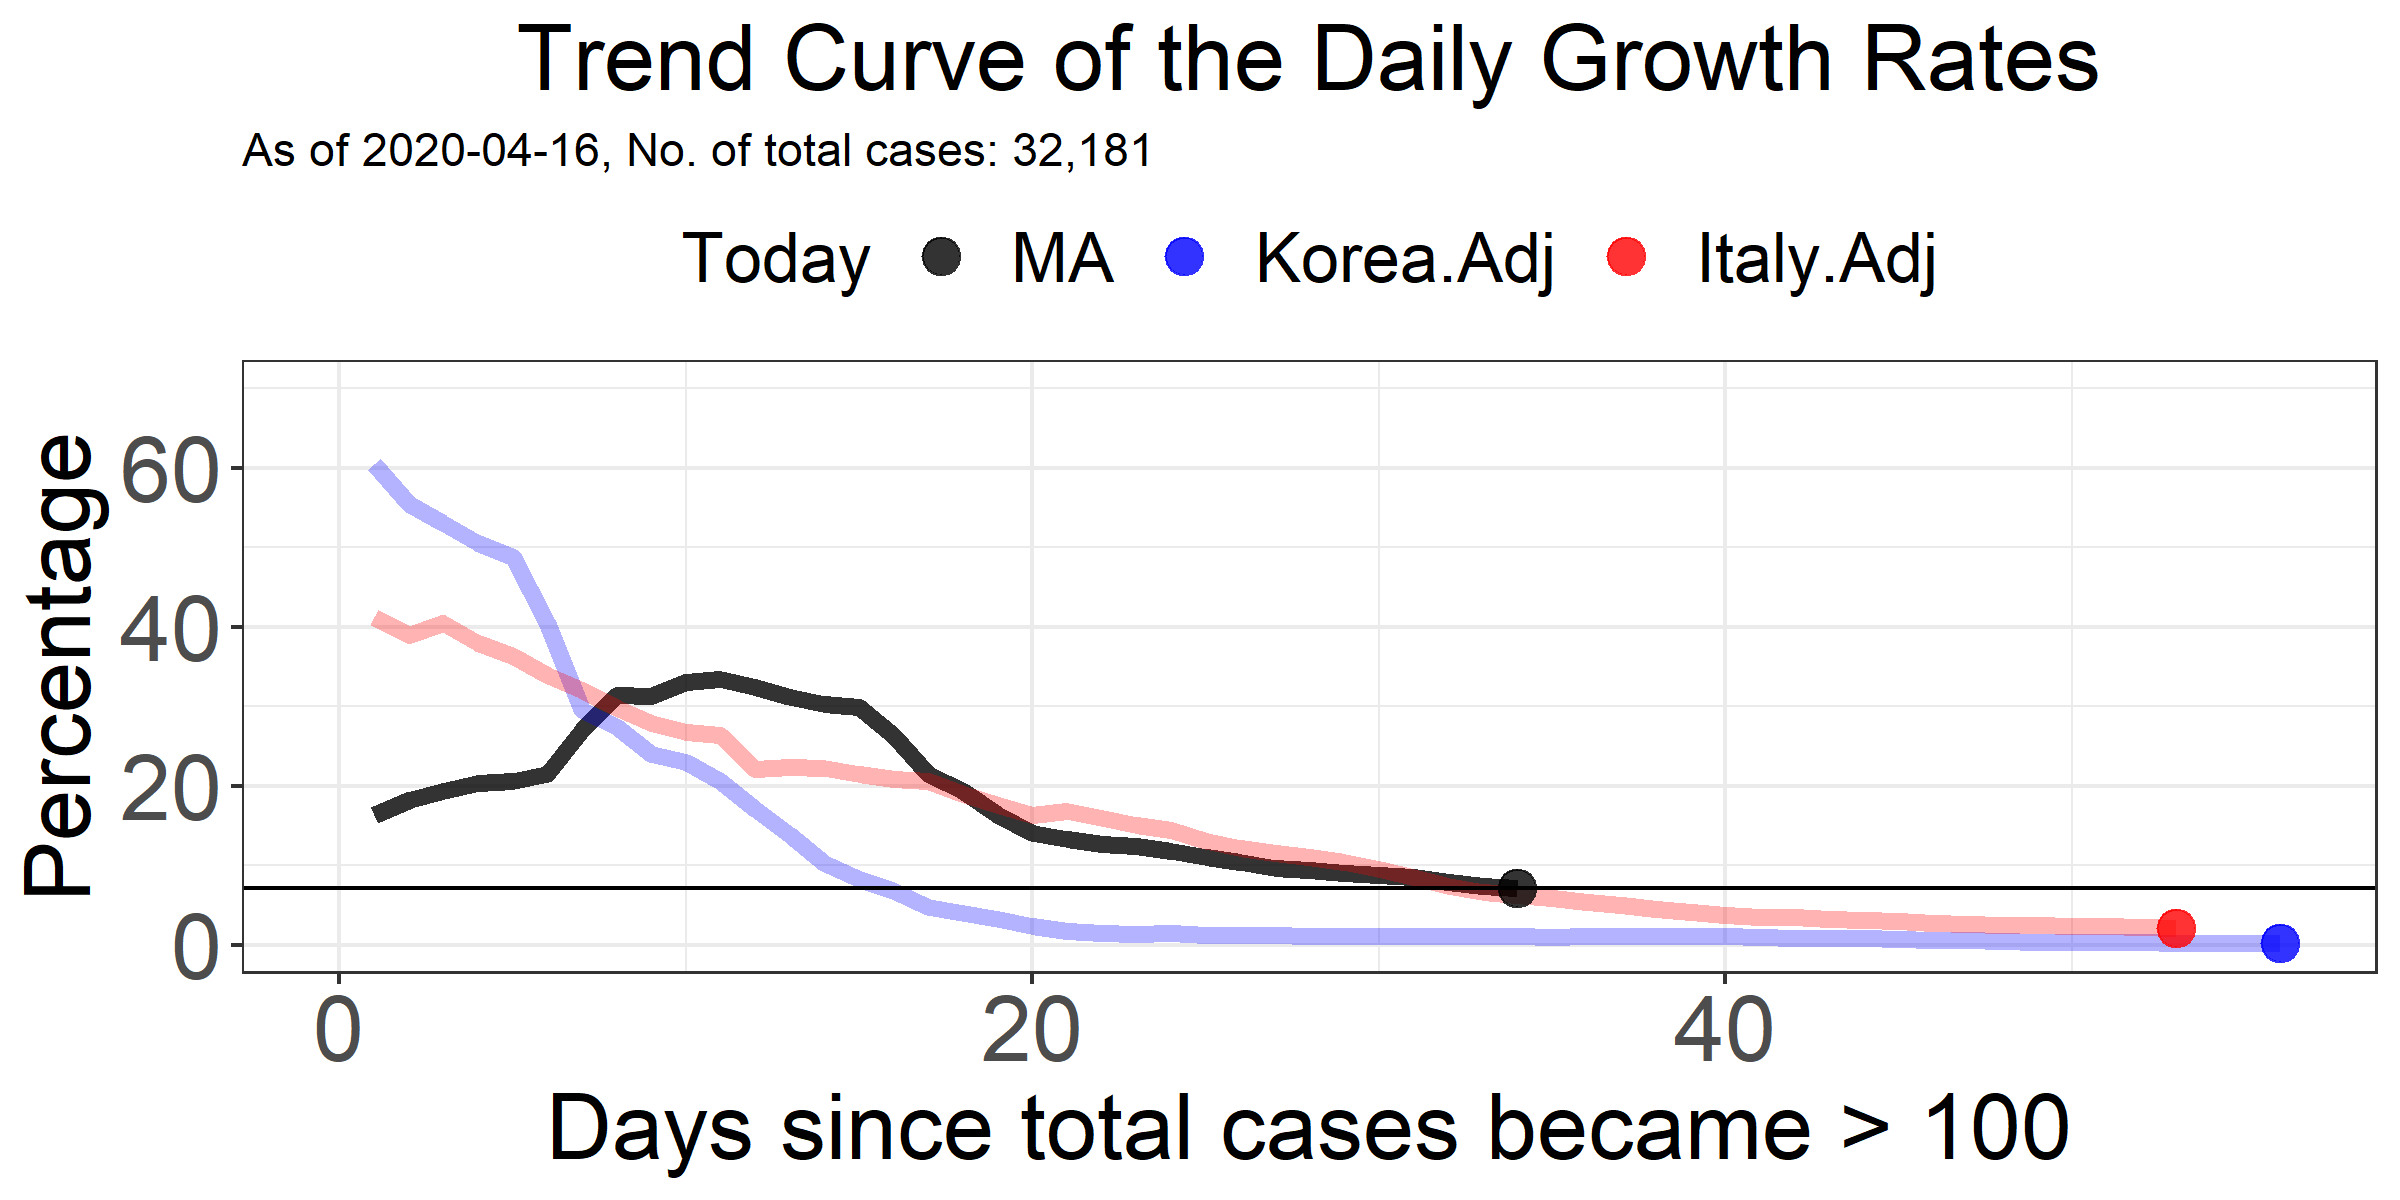 Trend Curve of the Daily Growth Rates
As of 2020-04-16, No. of total cases: 32,181
Today MA Korea.Adj Italy.Adj
Percentage
60
40
20
0
0 20 40
Days since total cases became > 100